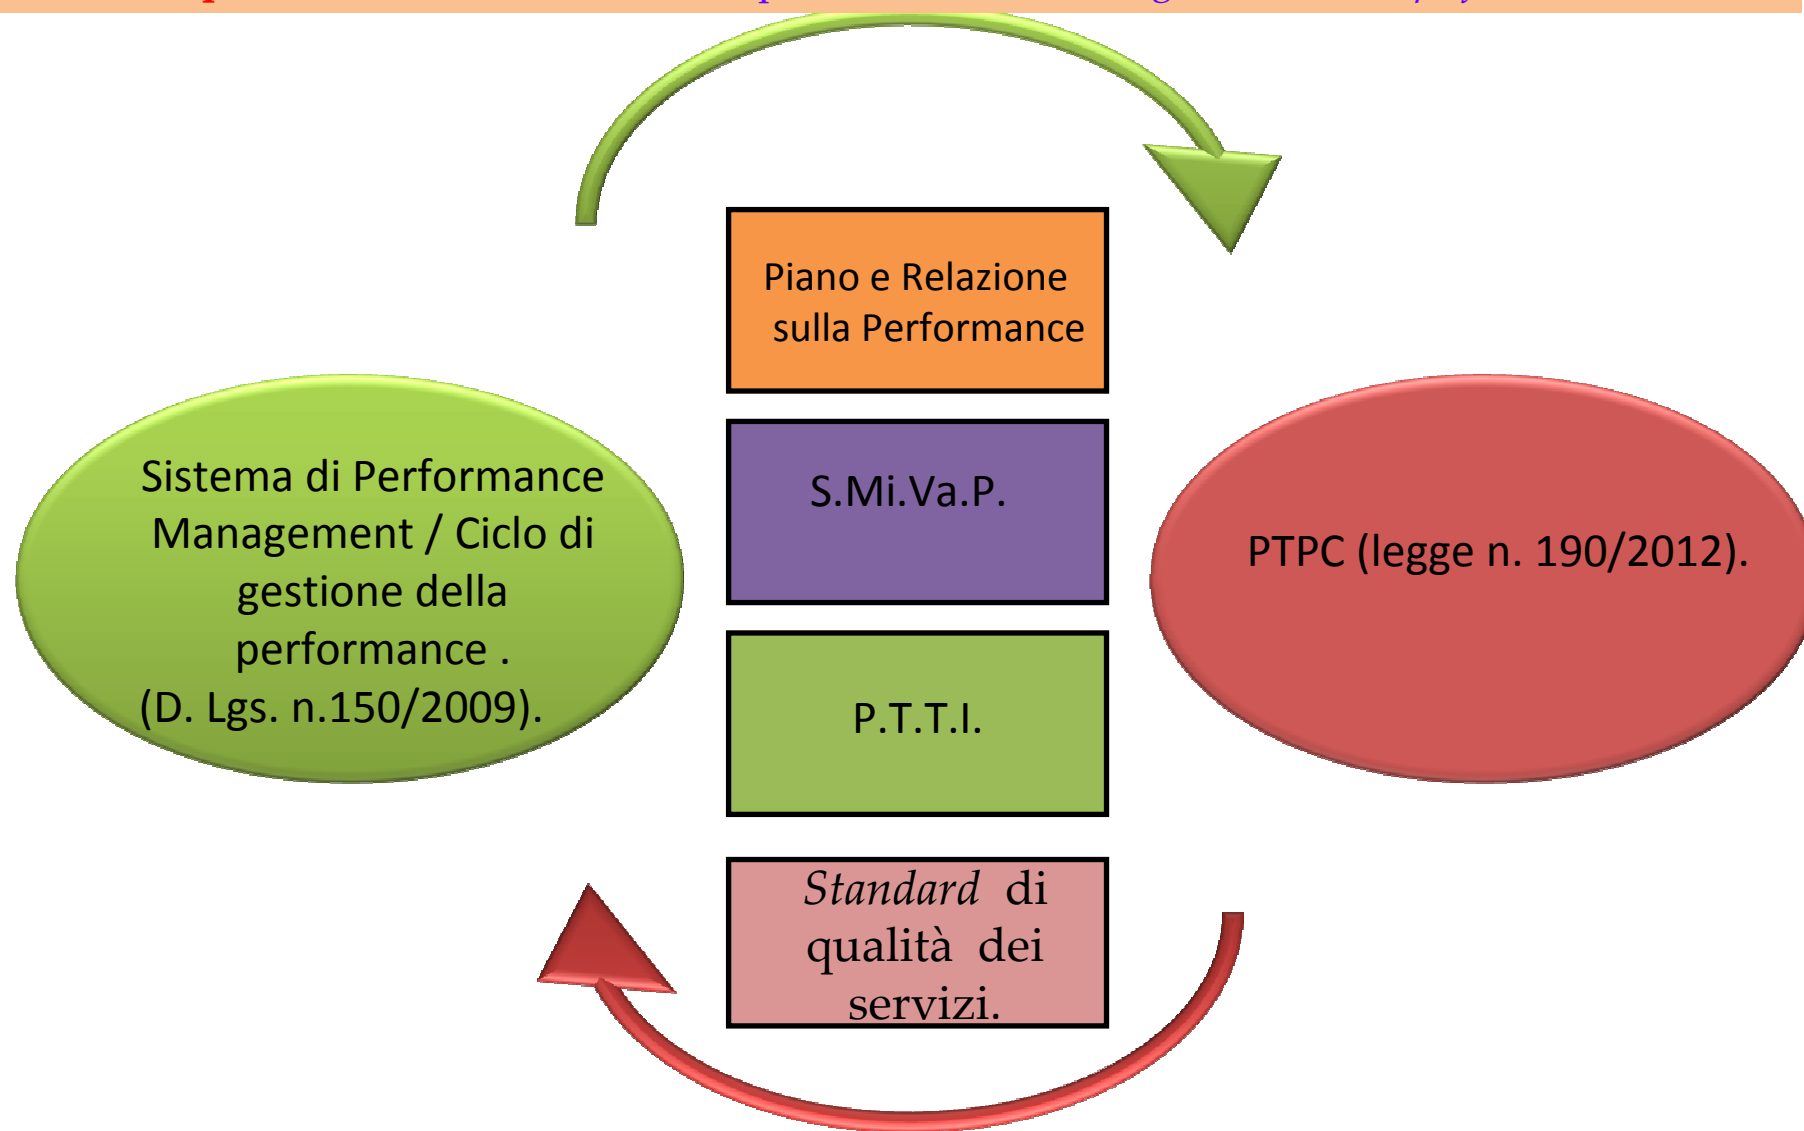 Piano e Relazione
sulla Performance
Sistema di Performance
Management / Ciclo di
gestione della
performance .
(D. Lgs. n.150/2009).
S.Mi.Va.P.
P.T.T.I.
Standard di
qualità dei
servizi.
PTPC (legge n. 190/2012).